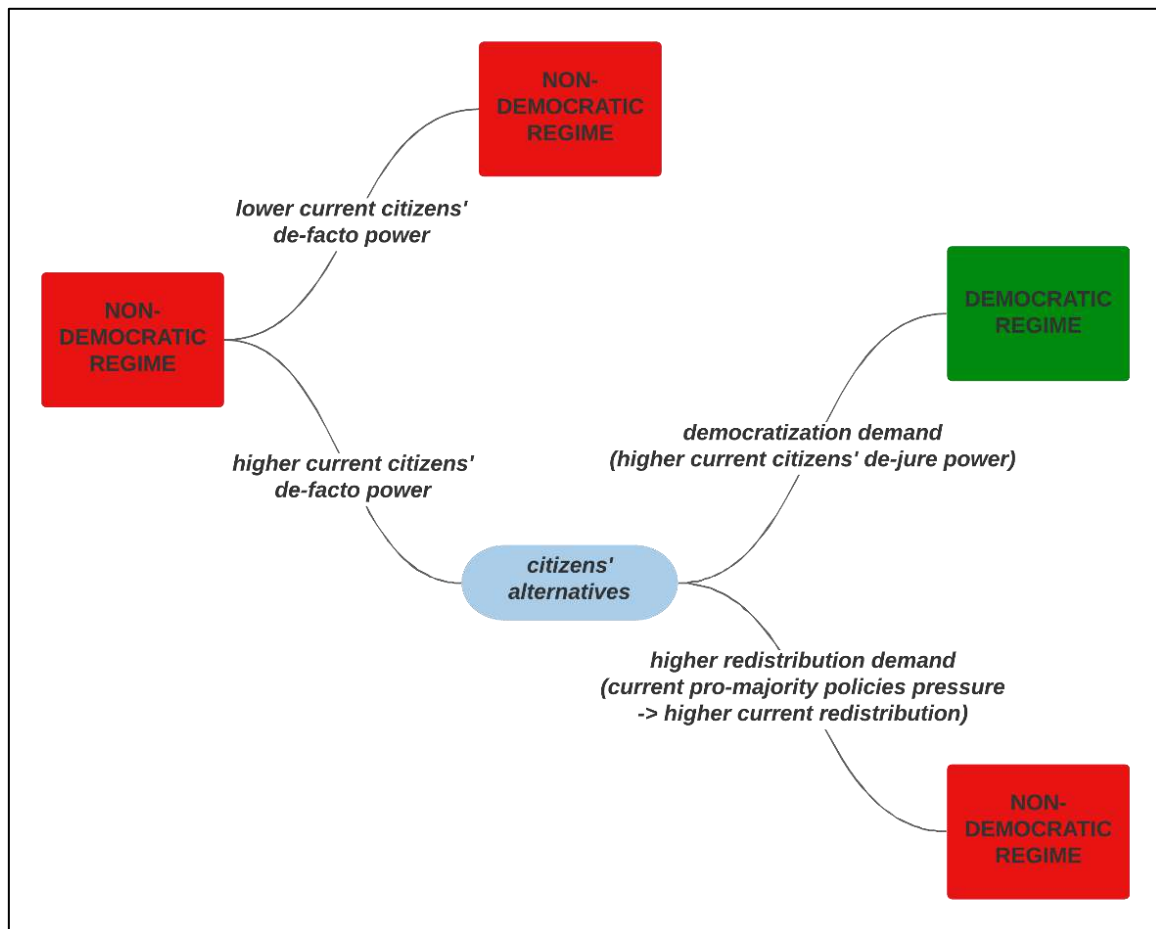 NON-
DEMOCRATIC
REGIME
lower current citizens'
de-facto power
NON-
DEMOCRATIC
REGIME
higher current citizens'
de-facto power
citizens'
alternatives
democratization demand
(higher current citizens' de-jure power)
DEMOCRATIC
REGIME
higher redistribution demand
(current pro-majority policies pressure
-> higher current redistribution)
NON-
DEMOCRATIC
REGIME